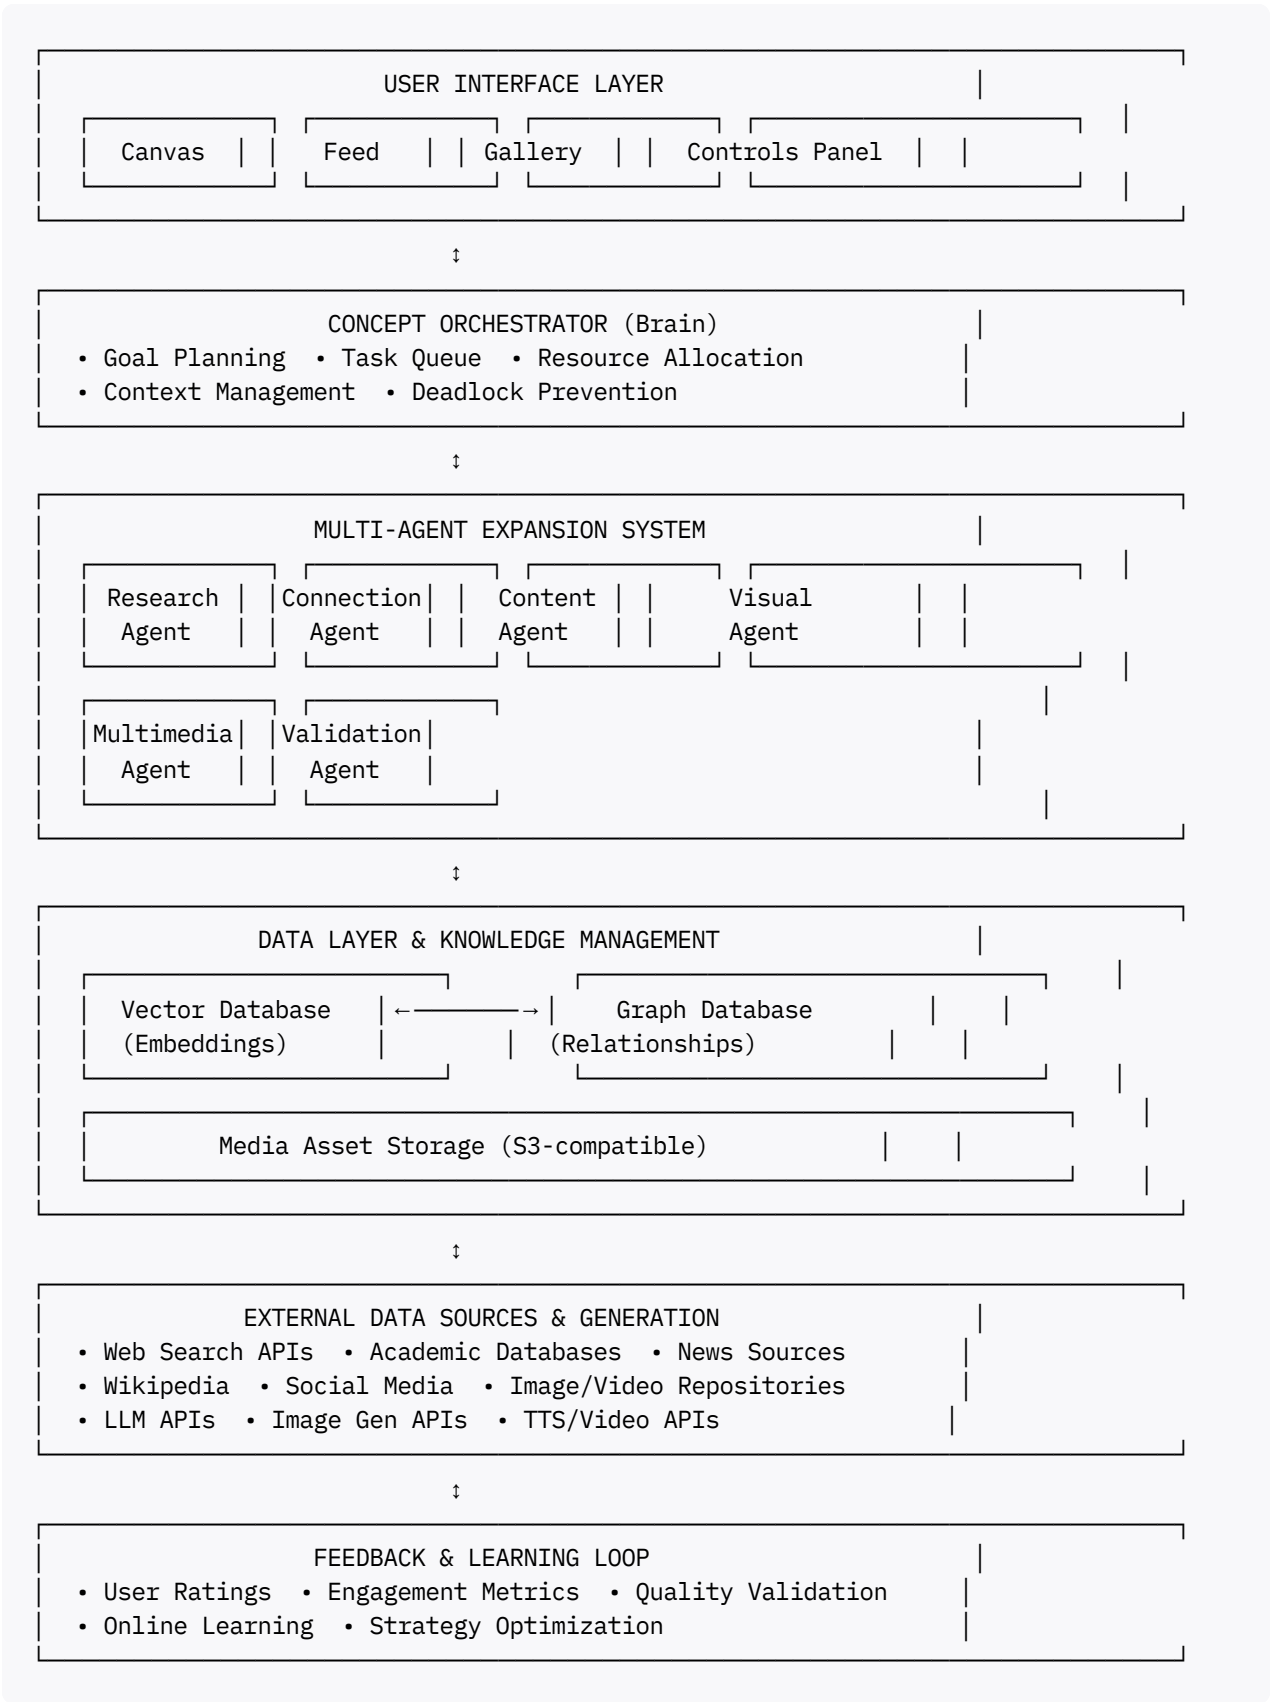 USER INTERFACE LAYER
Canvas Feed Gallery Controls Panel
↕
CONCEPT ORCHESTRATOR (Brain)
• Goal Planning • Task Queue • Resource Allocation
• Context Management • Deadlock Prevention
↕
MULTI-AGENT EXPANSION SYSTEM
Research Connection Content Visual
Agent Agent Agent Agent
Multimedia Validation
Agent Agent
↕
DATA LAYER & KNOWLEDGE MANAGEMENT
Vector Database ←→ Graph Database
(Embeddings) (Relationships)
Media Asset Storage (S3-compatible)
↕
EXTERNAL DATA SOURCES & GENERATION
• Web Search APIs • Academic Databases • News Sources
• Wikipedia • Social Media • Image/Video Repositories
• LLM APIs • Image Gen APIs • TTS/Video APIs
↕
FEEDBACK & LEARNING LOOP
• User Ratings • Engagement Metrics • Quality Validation
• Online Learning • Strategy Optimization